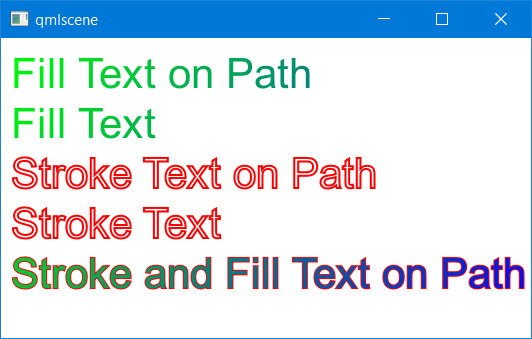 qmlscene
Fill Text on Path
Fill Text
Stroke Text on Path
Stroke Text
Stroke and Fill Text on Path